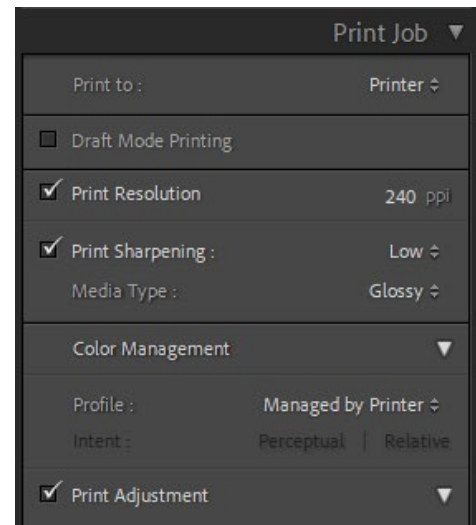 Print Job
Print to : Printer
Draft Mode Printing
Print Resolution 240 ppi
Print Sharpening : Low
Media Type : Glossy
Color Management
Profile : Managed by Printer
Intent : Perceptual | Relative
Print Adjustment